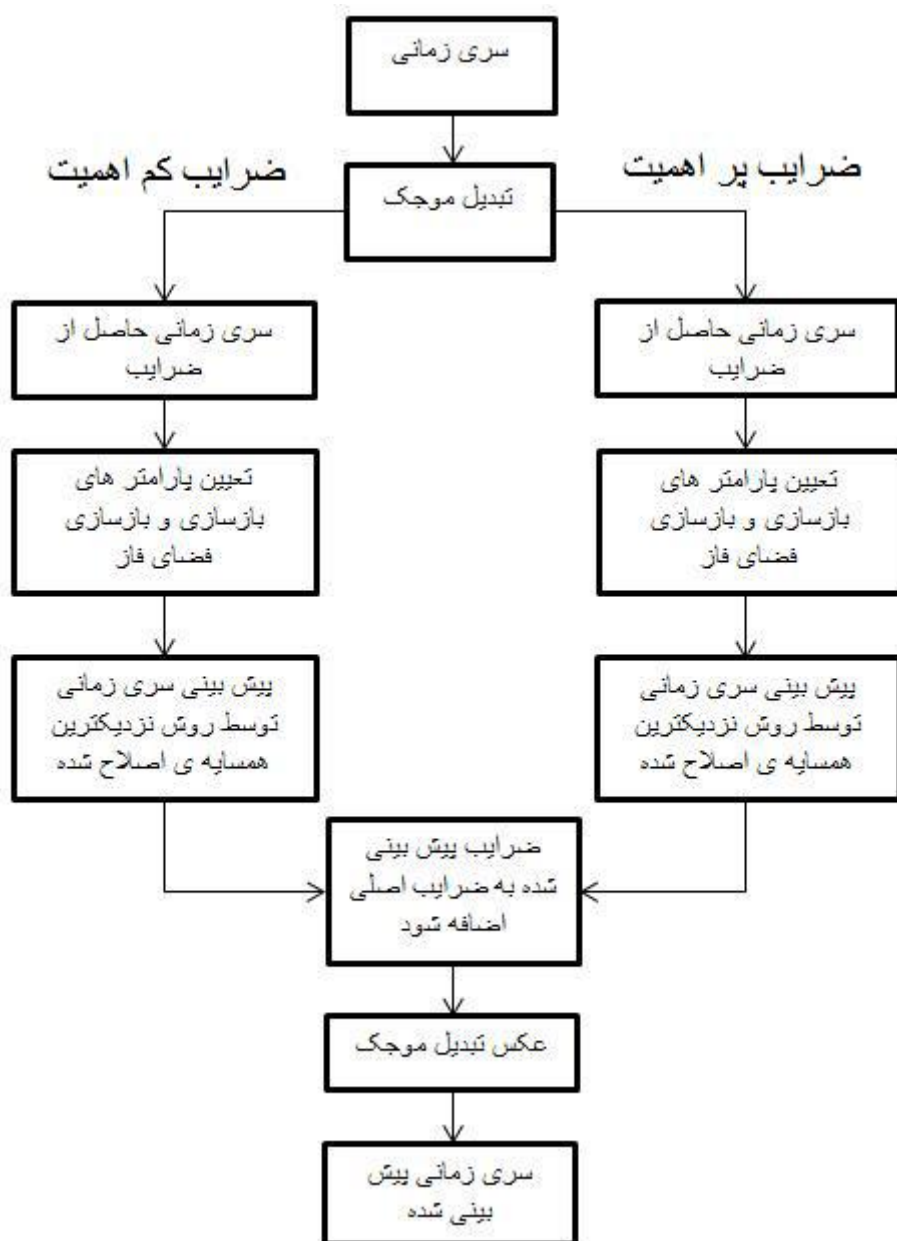 سری زمانی
ضرایب پر اهمیت
ضرایب کم اهمیت
تبدیل موجک
سری زمانی حاصل از
ضرایب
سری زمانی حاصل از
ضرایب
تعیین پارامتر های
بازسازی و بازسازی
فضای فاز
تعیین پارامتر های
بازسازی و بازسازی
فضای فاز
پیش بینی سری زمانی
توسط روش نزدیکترین
همسایه ی اصلاح شده
پیش بینی سری زمانی
توسط روش نزدیکترین
همسایه ی اصلاح شده
ضرایب پیش بینی
شده به ضرایب اصلی
اضافه شود
عکس تبدیل موجک
سری زمانی پیش
بینی شده